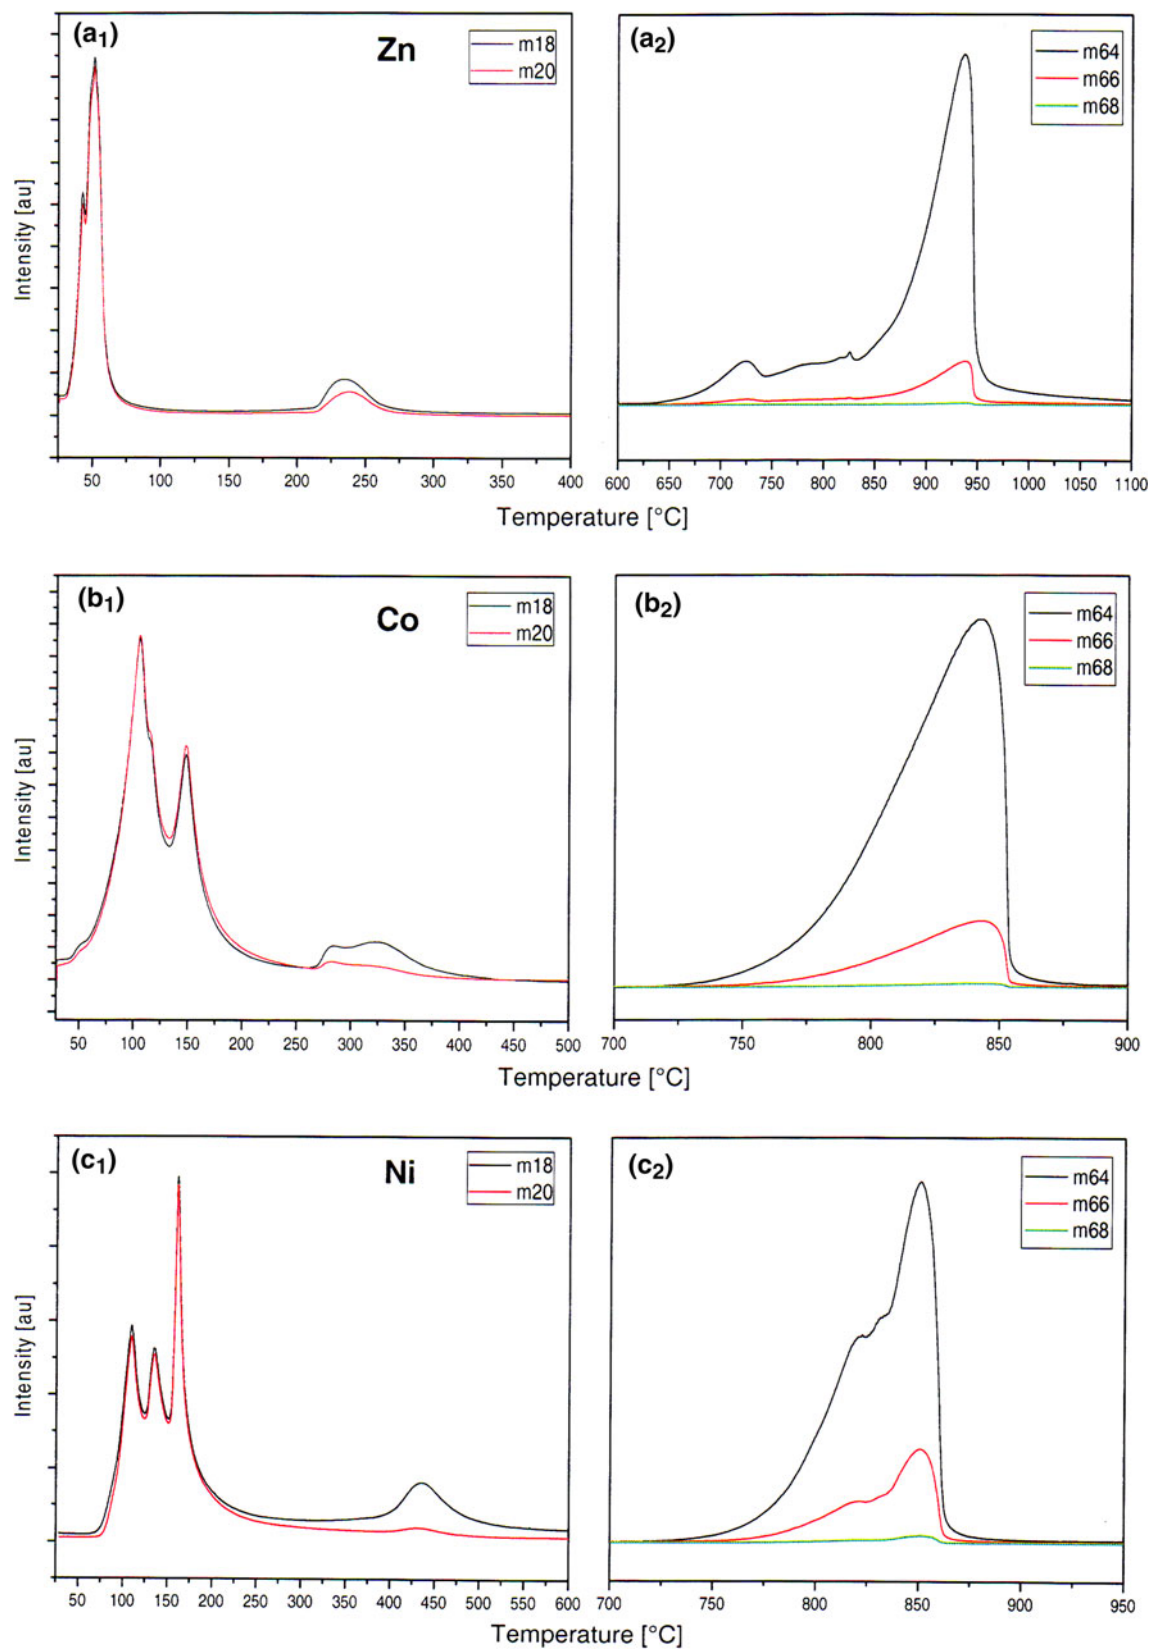 (a1)
Zn
m18
m20
Intensity [au]
50 100 150 200 250 300 350 400
(a2)
m64
m66
m68
600 650 700 750 800 850 900 950 1000 1050 1100
Temperature [°C]
(b1)
Co
m18
m20
Intensity [au]
50 100 150 200 250 300 350 400 450 500
(b2)
m64
m66
m68
700 750 800 850 900
Temperature [°C]
(c1)
Ni
m18
m20
Intensity [au]
50 100 150 200 250 300 350 400 450 500 550 600
(c2)
m64
m66
m68
700 750 800 850 900 950
Temperature [°C]